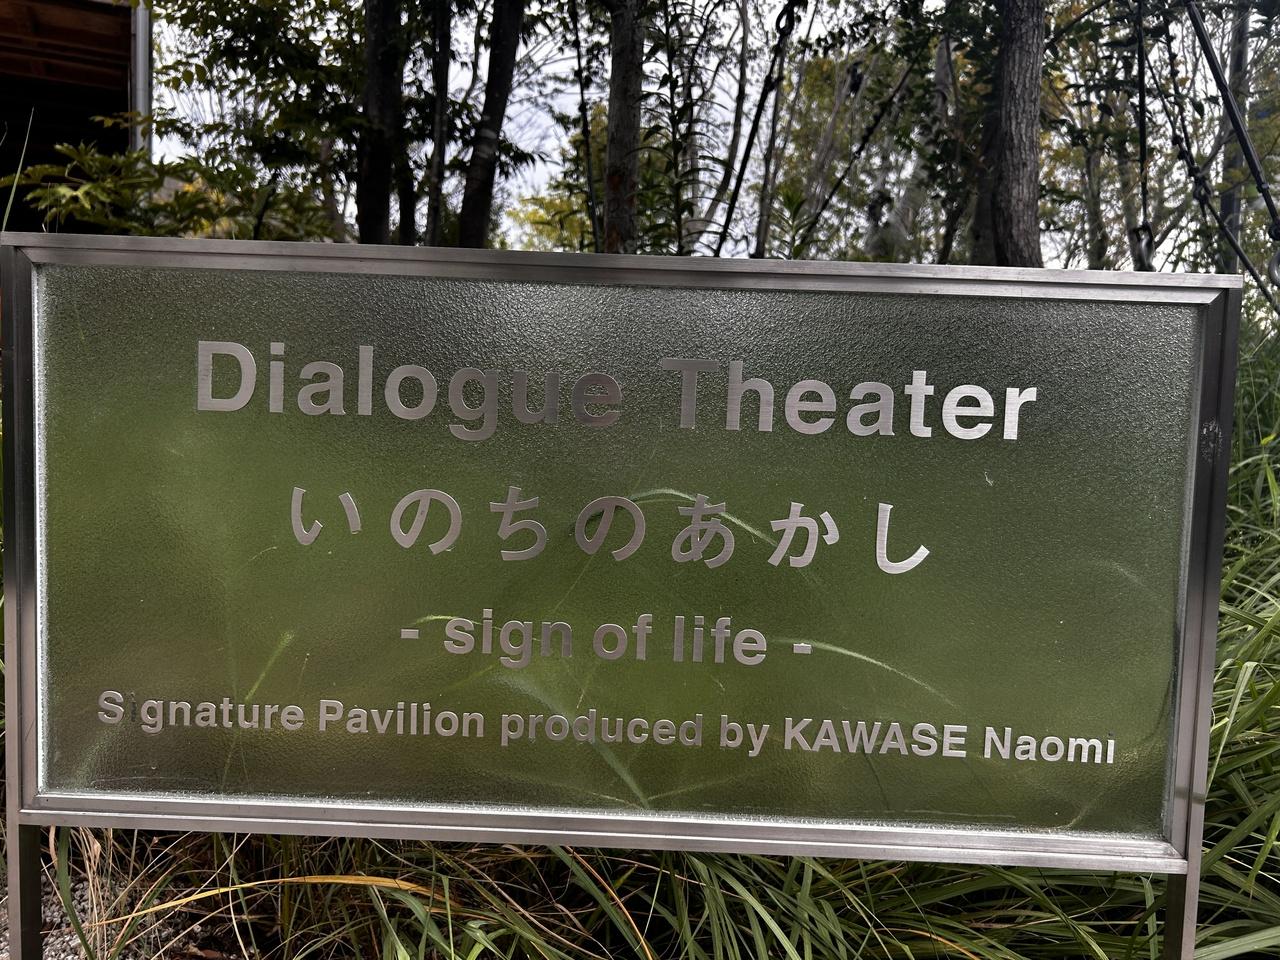 Dialogue Theater
いのちのあかし
- sign of life -
Signature Pavilion produced by KAWASE Naomi